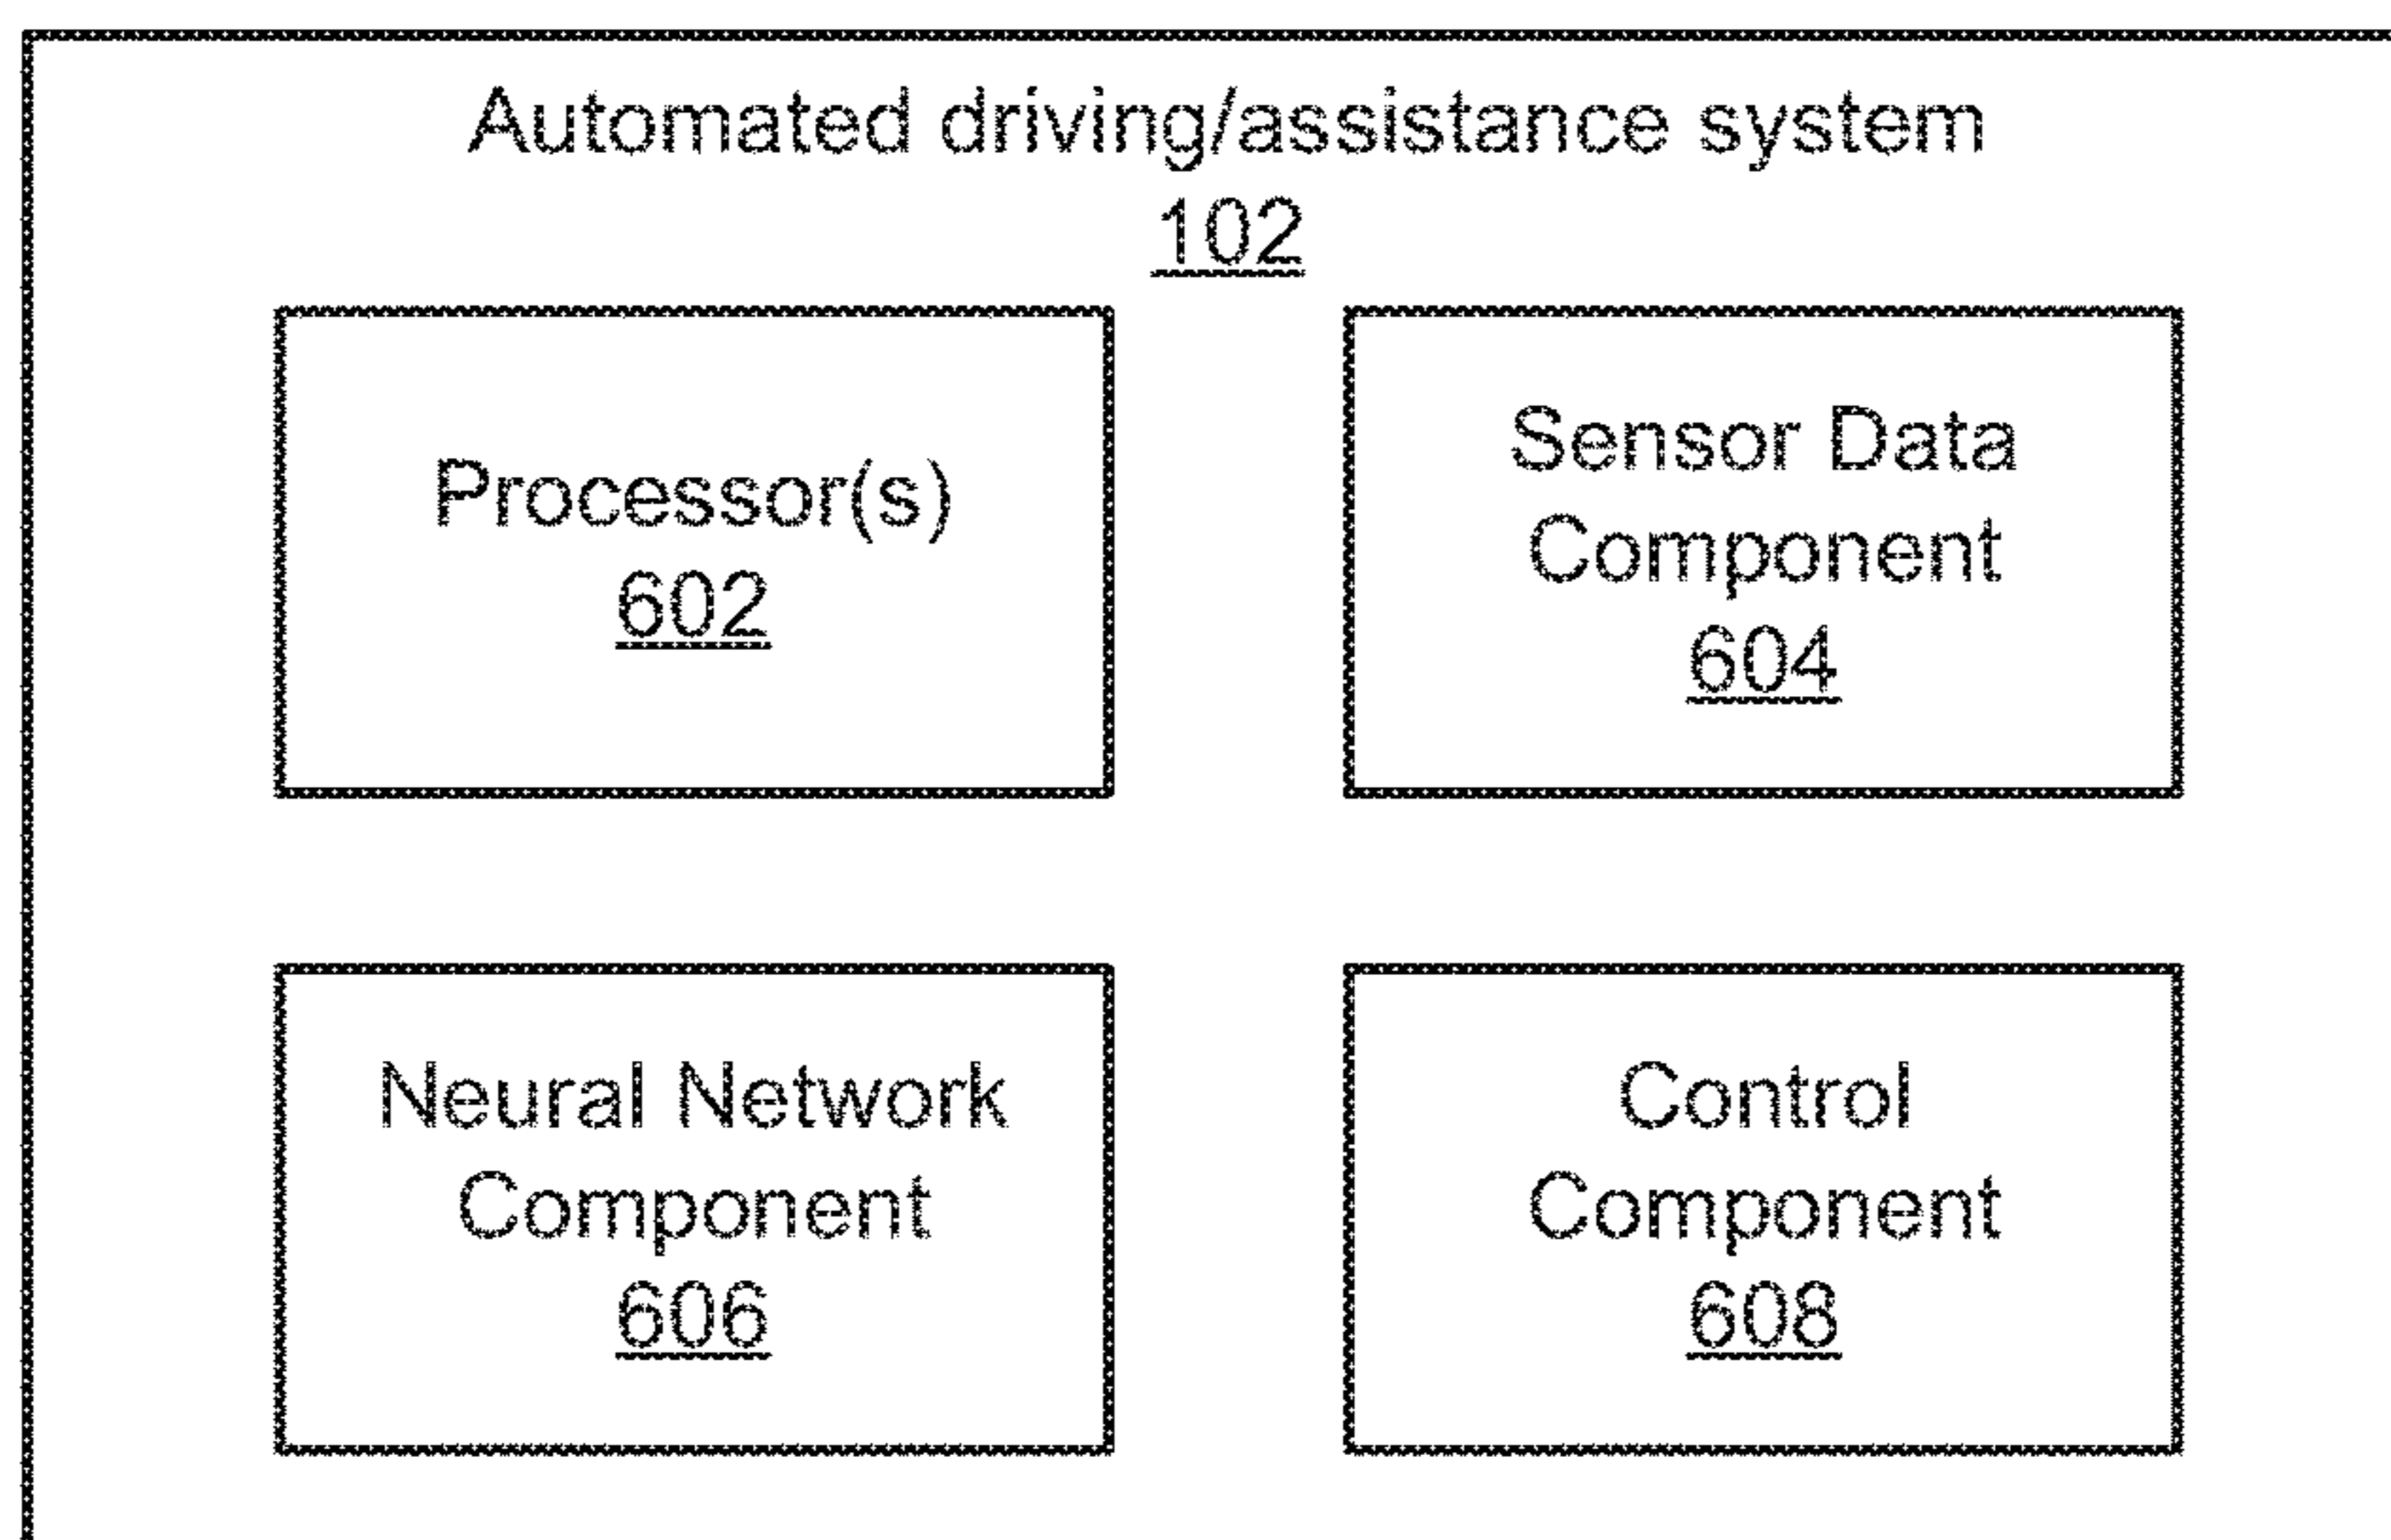 Automated driving/assistance system
102
Processor(s)
602
Sensor Data
Component
604
Neural Network
Component
606
Control
Component
608